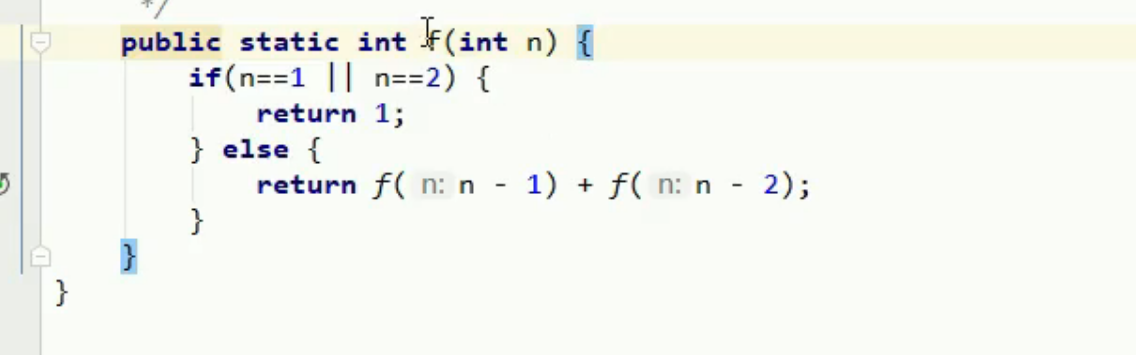 */
public static int f(int n) {
if(n==1 || n==2) {
return 1;
} else {
return f( n: n - 1) + f( n: n - 2);
}
}
}